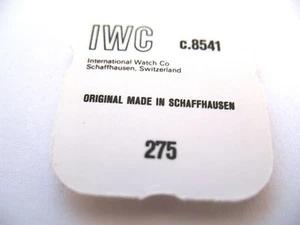 IWC c.8541
International Watch Co
Schaffhausen, Switzerland
ORIGINAL MADE IN SCHAFFHAUSEN
275